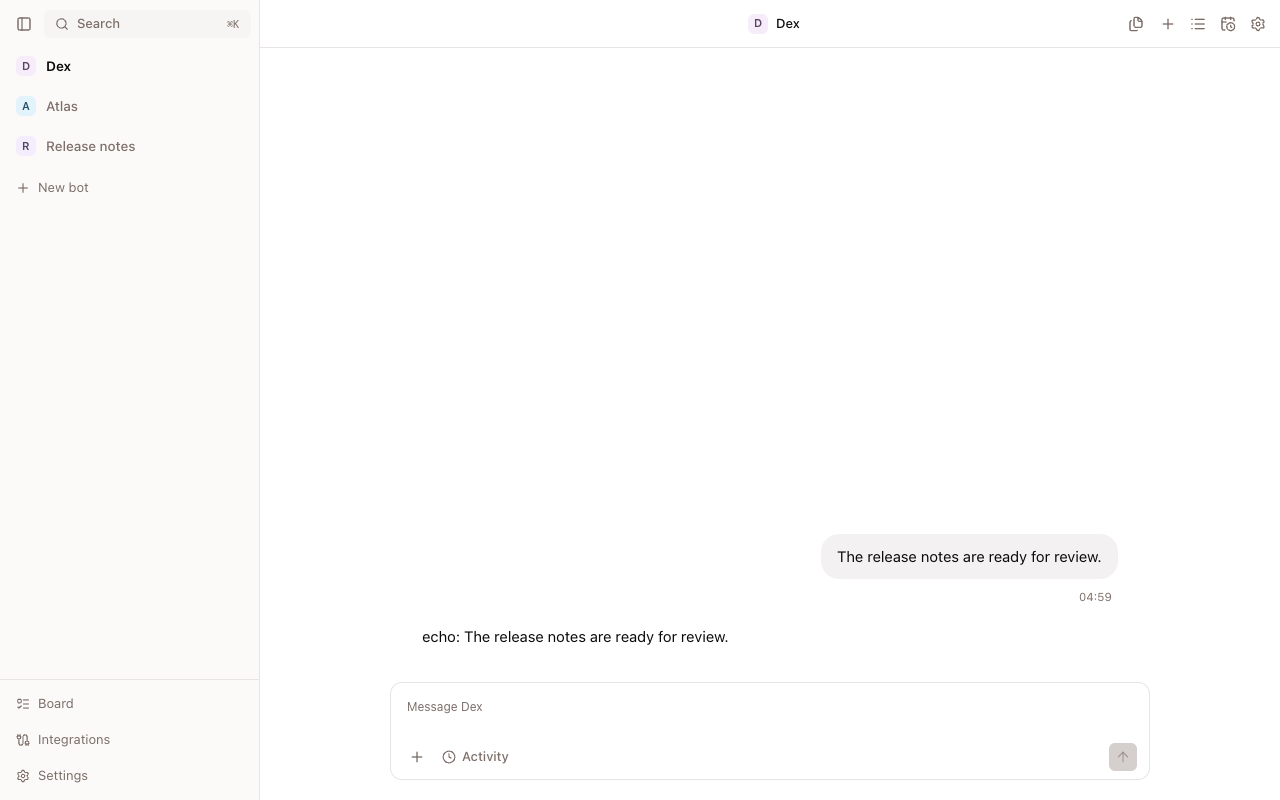 Search
⌘K
D
Dex
A
Atlas
R
Release notes
New bot
Board
Integrations
Settings
D
Dex
The release notes are ready for review.
04:59
echo: The release notes are ready for review.
Message Dex
Activity